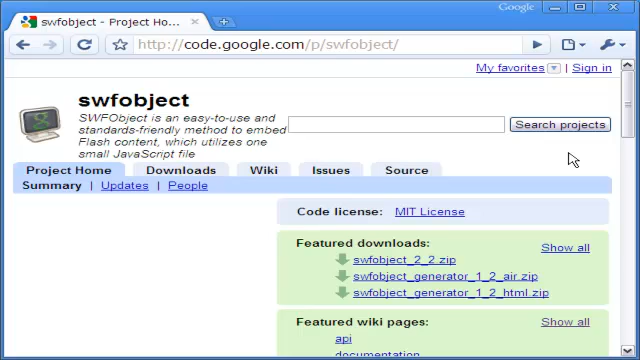 Google
swfobject - Project Ho...
http://code.google.com/p/swfobject/
My favorites | Sign in
swfobject
SWFObject is an easy-to-use and
standards-friendly method to embed
Flash content, which utilizes one
small JavaScript file
Search projects
Project Home Downloads Wiki Issues Source
Summary | Updates | People
Code license: MIT License
Featured downloads: Show all
swfobject_2_2.zip
swfobject_generator_1_2_air.zip
swfobject_generator_1_2_html.zip
Featured wiki pages: Show all
api
documentation